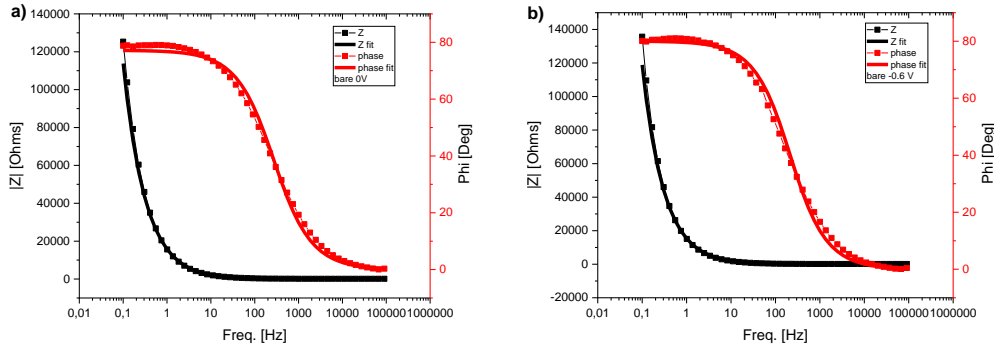 a)
140000
120000
100000
80000
60000
40000
20000
0
|Z| [Ohms]
0,01
0,1
1
10
100
1000
10000
100000
1000000
Freq. [Hz]
80
60
40
20
0
Phi [Deg]
Z
Z fit
phase
phase fit
bare 0V
b)
140000
120000
100000
80000
60000
40000
20000
0
-20000
|Z| [Ohms]
0,01
0,1
1
10
100
1000
10000
100000
1000000
Freq. [Hz]
80
60
40
20
0
Phi [Deg]
Z
Z fit
phase
phase fit
bare -0.6 V